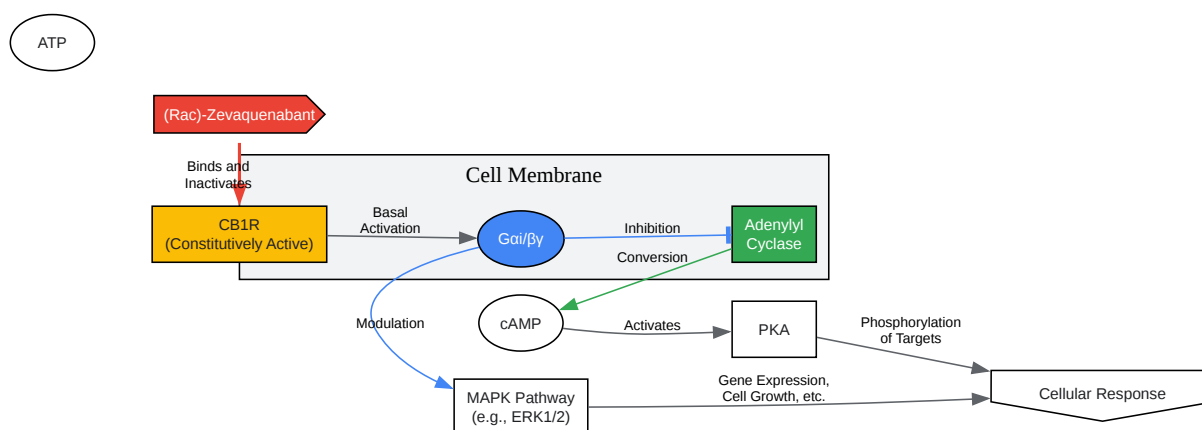 ATP
(Rac)-Zevaquenabant
Binds and
Inactivates
Cell Membrane
CB1R
(Constitutively Active)
Basal
Activation
Gαi/βγ
Inhibition
Adenylyl
Cyclase
Conversion
cAMP
Activates
PKA
Phosphorylation
of Targets
Modulation
MAPK Pathway
(e.g., ERK1/2)
Gene Expression,
Cell Growth, etc.
Cellular Response